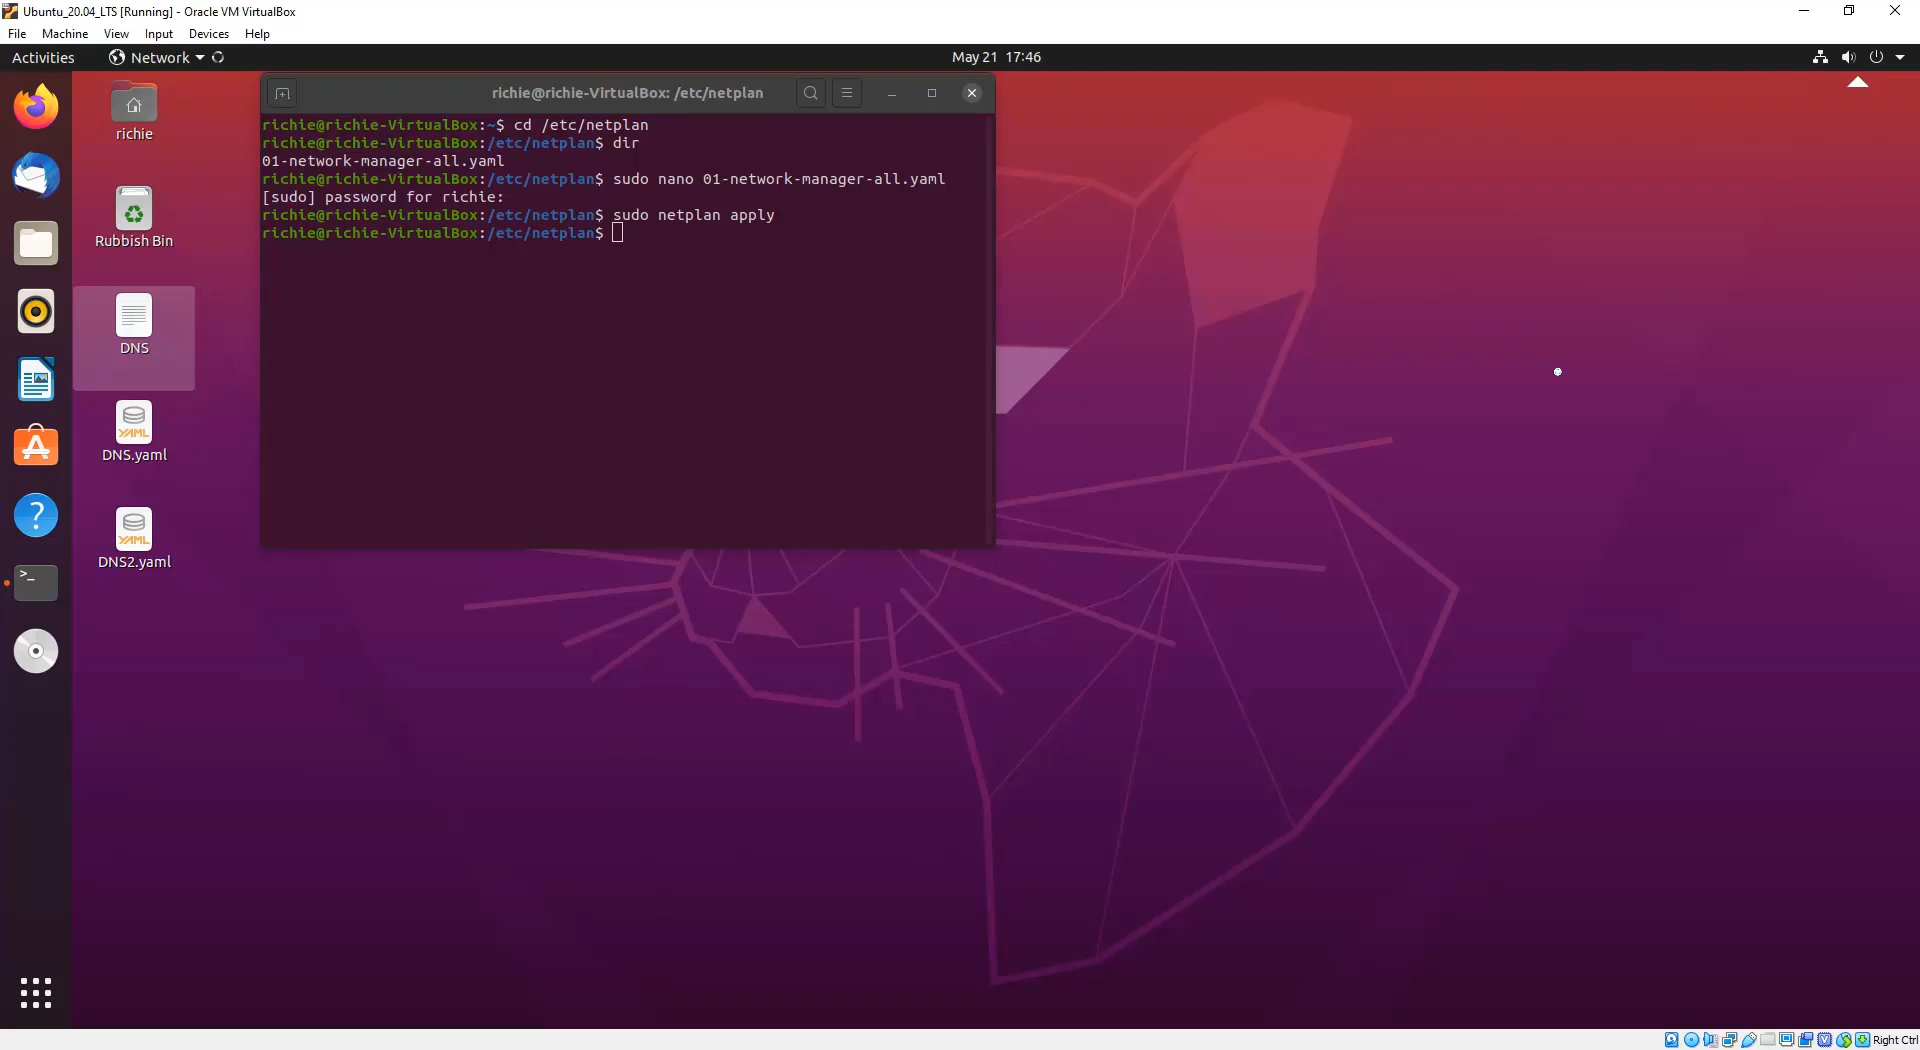 Ubuntu_20.04_LTS [Running] - Oracle VM VirtualBox
File Machine View Input Devices Help
Activities Network May 21 17:46
richie@richie-VirtualBox: /etc/netplan
richie@richie-VirtualBox:~$ cd /etc/netplan
richie@richie-VirtualBox:/etc/netplan$ dir
01-network-manager-all.yaml
richie@richie-VirtualBox:/etc/netplan$ sudo nano 01-network-manager-all.yaml
[sudo] password for richie:
richie@richie-VirtualBox:/etc/netplan$ sudo netplan apply
richie@richie-VirtualBox:/etc/netplan$
richie
Rubbish Bin
DNS
YAML
DNS.yaml
YAML
DNS2.yaml
Right Ctrl